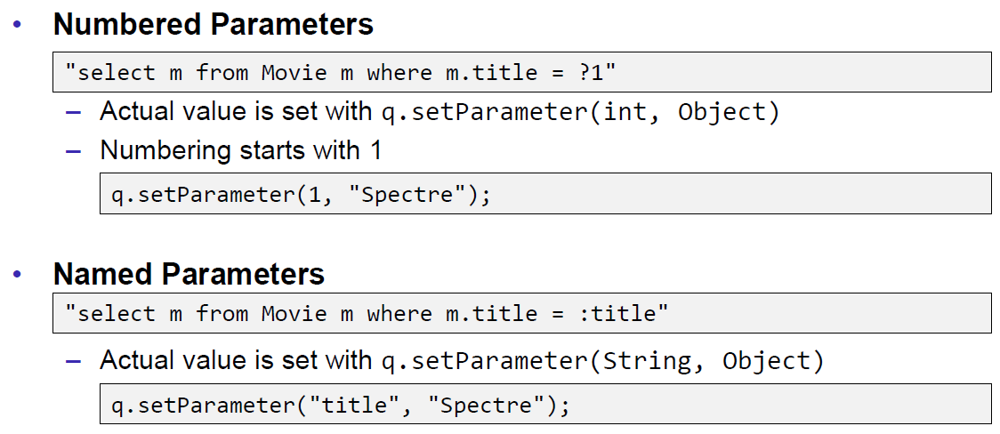 • Numbered Parameters
"select m from Movie m where m.title = ?1"
– Actual value is set with q.setParameter(int, Object)
– Numbering starts with 1
q.setParameter(1, "Spectre");
• Named Parameters
"select m from Movie m where m.title = :title"
– Actual value is set with q.setParameter(String, Object)
q.setParameter("title", "Spectre");